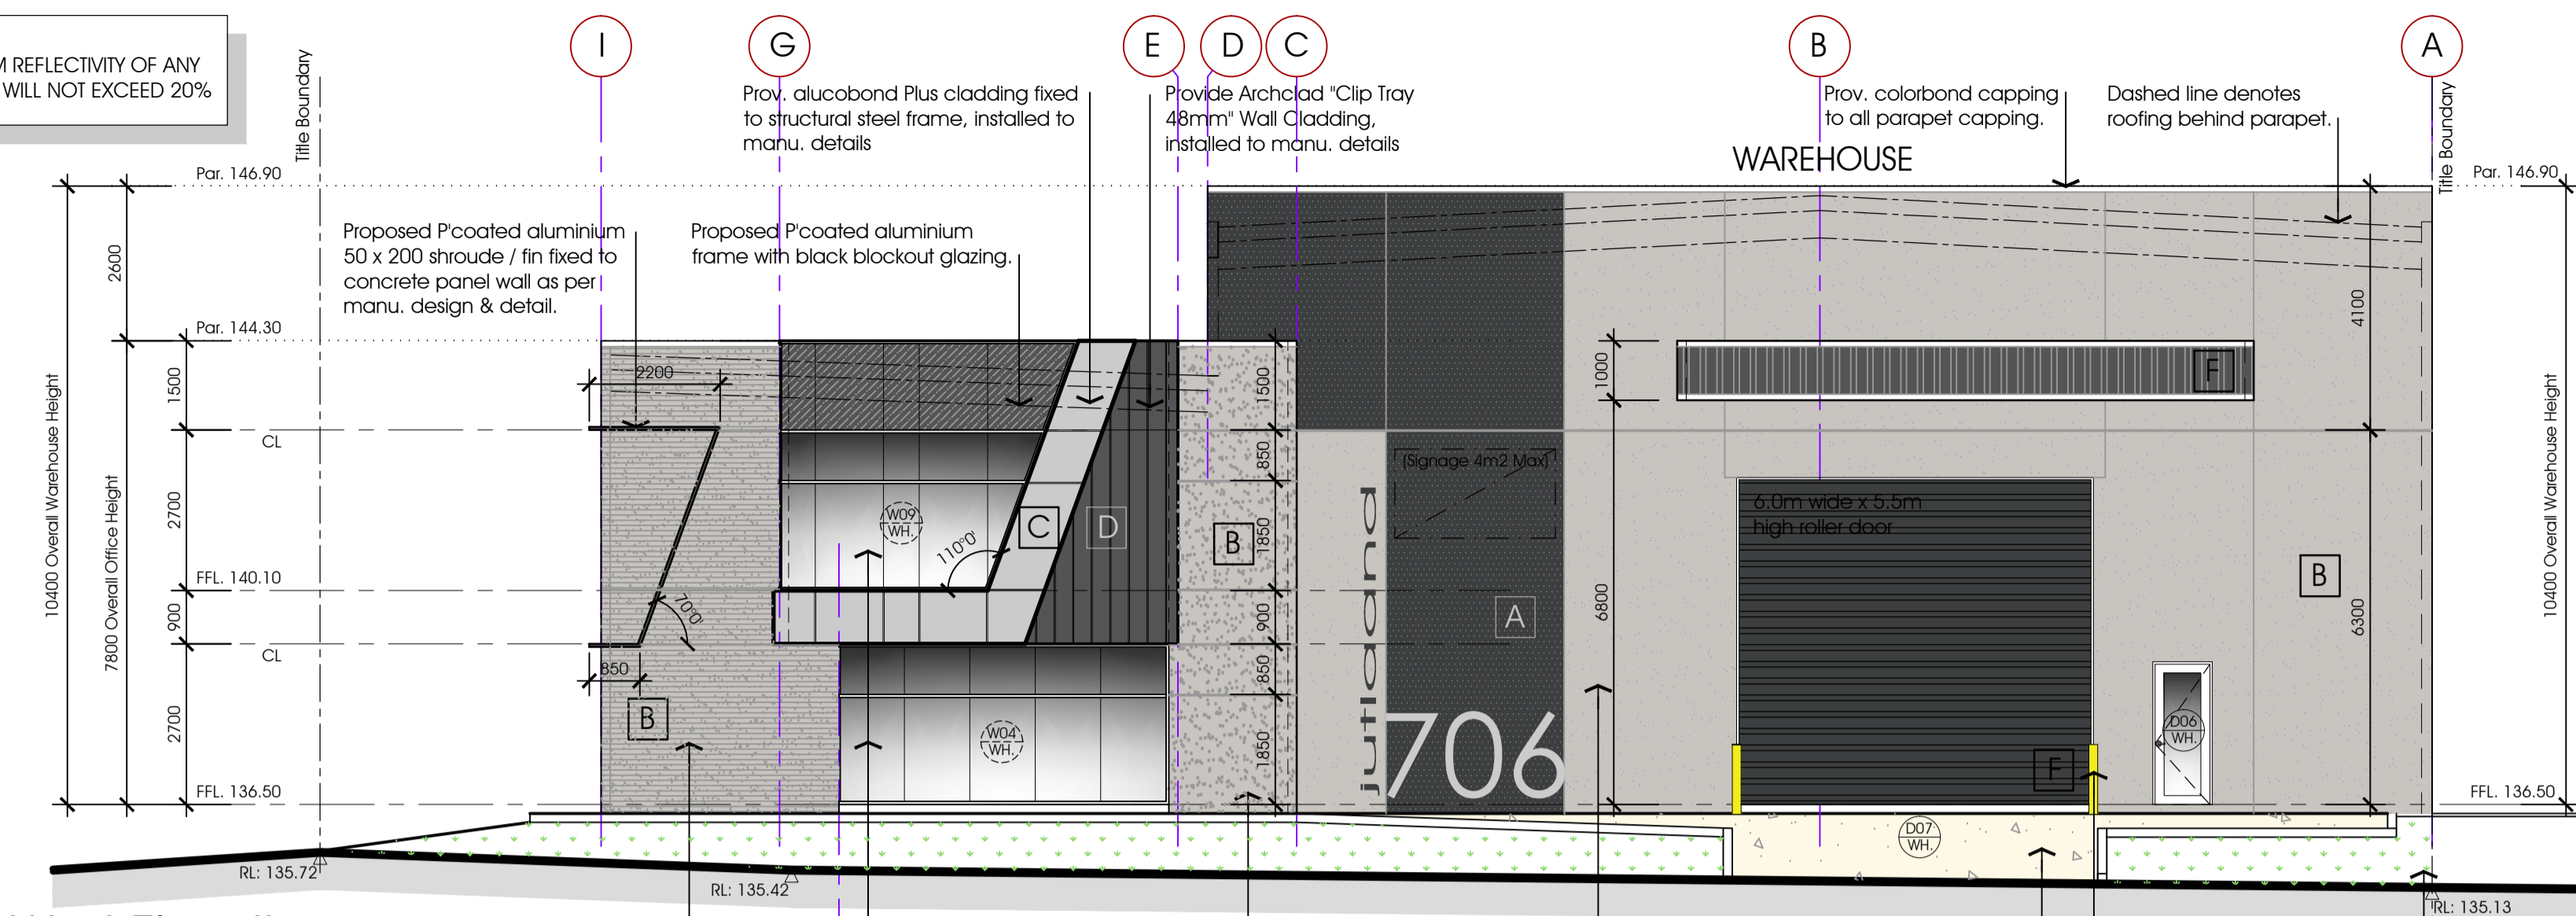 M REFLECTIVITY OF ANY
WILL NOT EXCEED 20%
Title Boundary
I
G
E
D
C
B
A
Prov. alucobond Plus cladding fixed
to structural steel frame, installed to
manu. details
Provide Archclad "Clip Tray
48mm" Wall Cladding,
installed to manu. details
Prov. colorbond capping
to all parapet capping.
Dashed line denotes
roofing behind parapet.
Title Boundary
WAREHOUSE
Par. 146.90
Par. 146.90
Proposed P'coated aluminium
50 x 200 shroude / fin fixed to
concrete panel wall as per
manu. design & detail.
Proposed P'coated aluminium
frame with black blockout glazing.
2600
Par. 144.30
10400 Overall Warehouse Height
7800 Overall Office Height
1500
2700
900
2700
CL
FFL. 140.10
CL
FFL. 136.50
2200
850
70°0'
110°0'
W09
WH.
W04
WH.
B
C
D
B
1500
850
1850
900
850
1850
(Signage 4m2 Max)
A
jutland
706
1000
6800
F
6.0m wide x 5.5m
high roller door
F
D06
WH.
B
4100
6300
10400 Overall Warehouse Height
FFL. 136.50
D07
WH.
RL: 135.72
RL: 135.42
RL: 135.13